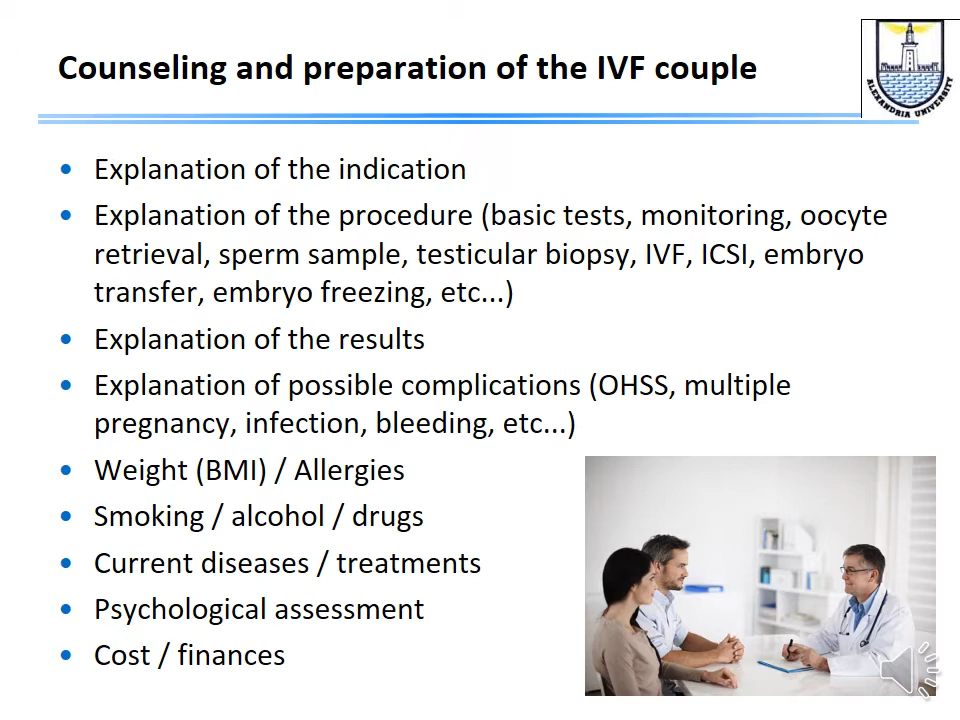 Counseling and preparation of the IVF couple
ALEXANDRIA UNIVERSITY
• Explanation of the indication
• Explanation of the procedure (basic tests, monitoring, oocyte
retrieval, sperm sample, testicular biopsy, IVF, ICSI, embryo
transfer, embryo freezing, etc...)
• Explanation of the results
• Explanation of possible complications (OHSS, multiple
pregnancy, infection, bleeding, etc...)
• Weight (BMI) / Allergies
• Smoking / alcohol / drugs
• Current diseases / treatments
• Psychological assessment
• Cost / finances